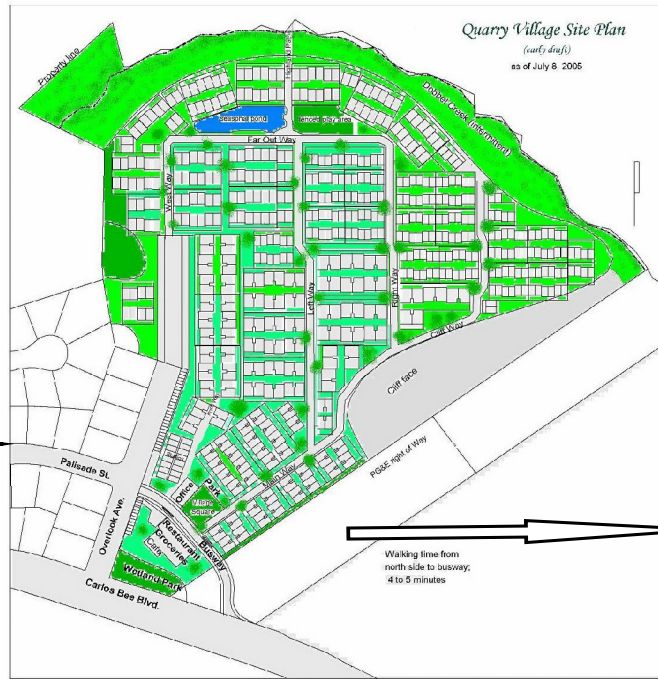 Quarry Village Site Plan
(early draft)
as of July 8 2005
Property line
Highland Path
Dobbel Creek (intermittent)
seasonal pond
fenced play area
Far Out Way
West Way
Left Way
Right Way
Cliff Way
Cliff face
PG&E right of Way
Main Way
Palisade St.
Office
Park
Village
Square
Overlook Ave.
Restaurant
Groceries
Cafe
Busway
Wetland Park
Carlos Bee Blvd.
Walking time from
north side to busway;
4 to 5 minutes